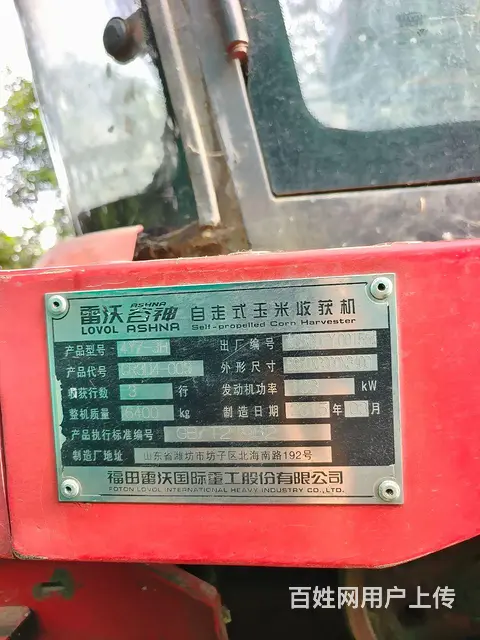 雷沃谷神 自走式玉米收获机
ASHNA
LOVOL ASHNA Self-propelled Corn Harvester
产品型号 出厂编号
产品代号 外形尺寸
收获行数 3 行 发动机功率 kW
整机质量 6400 kg 制造日期 年 月
产品执行标准编号
制造厂地址 山东省潍坊市坊子区北海南路192号
福田雷沃国际重工股份有限公司
FOTON LOVOL INTERNATIONAL HEAVY INDUSTRY CO.,LTD.
百姓网用户上传